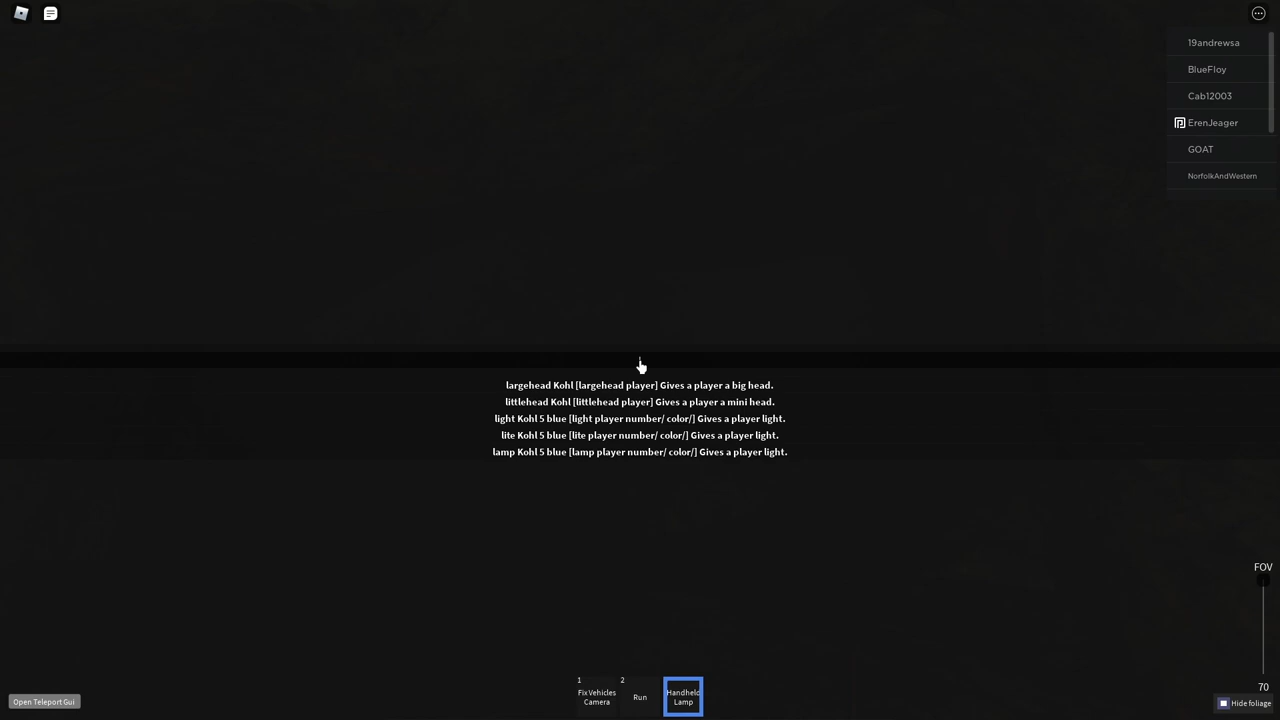 19andrewsa
BlueFloy
Cab12003
ErenJeager
GOAT
NorfolkAndWestern
largehead Kohl [largehead player] Gives a player a big head.
littlehead Kohl [littlehead player] Gives a player a mini head.
light Kohl 5 blue [light player number/ color/] Gives a player light.
lite Kohl 5 blue [lite player number/ color/] Gives a player light.
lamp Kohl 5 blue [lamp player number/ color/] Gives a player light.
FOV
70
Hide foliage
1
Fix Vehicles
Camera
2
Run
Handheld
Lamp
Open Teleport Gui